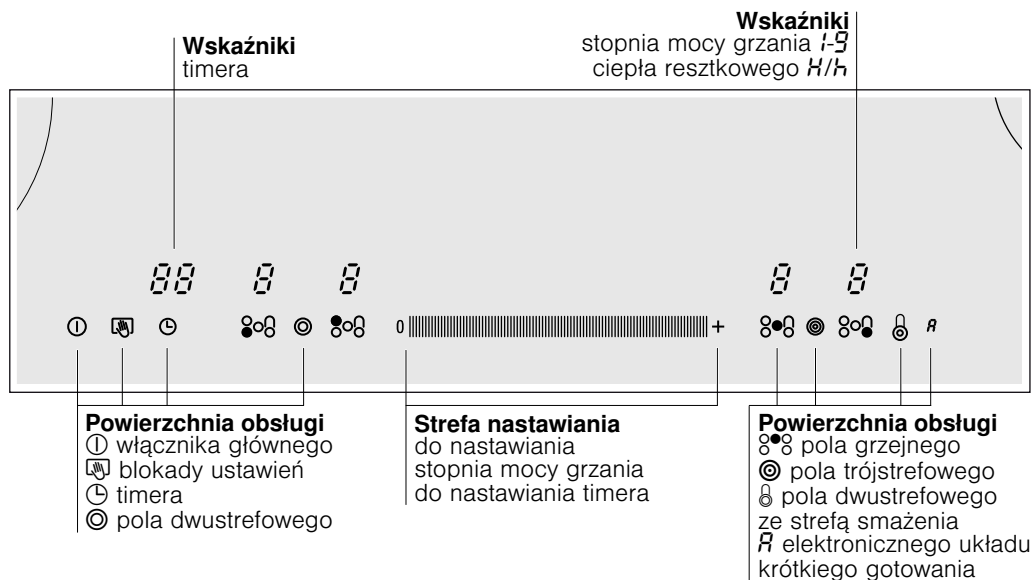 Wskaźniki
timera
Wskaźniki
stopnia mocy grzania 1-9
ciepła resztkowego H/h
88 8 8 8 8
0 + A
Powierzchnia obsługi
włącznika głównego
blokady ustawień
timera
pola dwustrefowego
Strefa nastawiania
do nastawiania
stopnia mocy grzania
do nastawiania timera
Powierzchnia obsługi
pola grzejnego
pola trójstrefowego
pola dwustrefowego
ze strefą smażenia
A elektronicznego układu
krótkiego gotowania